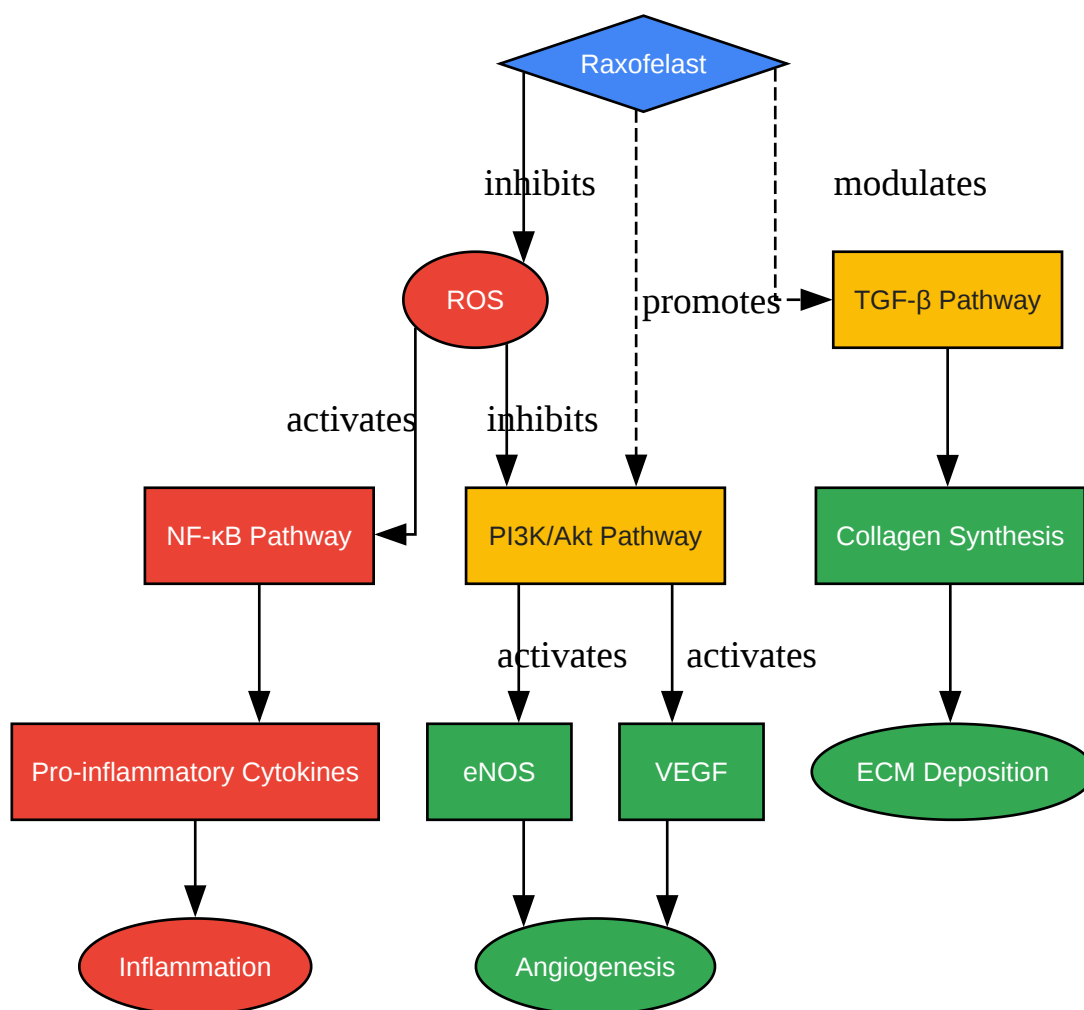 Raxofelast
inhibits
modulates
ROS
promotes
TGF-β Pathway
activates
inhibits
NF-κB Pathway
PI3K/Akt Pathway
Collagen Synthesis
activates
activates
Pro-inflammatory Cytokines
eNOS
VEGF
ECM Deposition
Inflammation
Angiogenesis